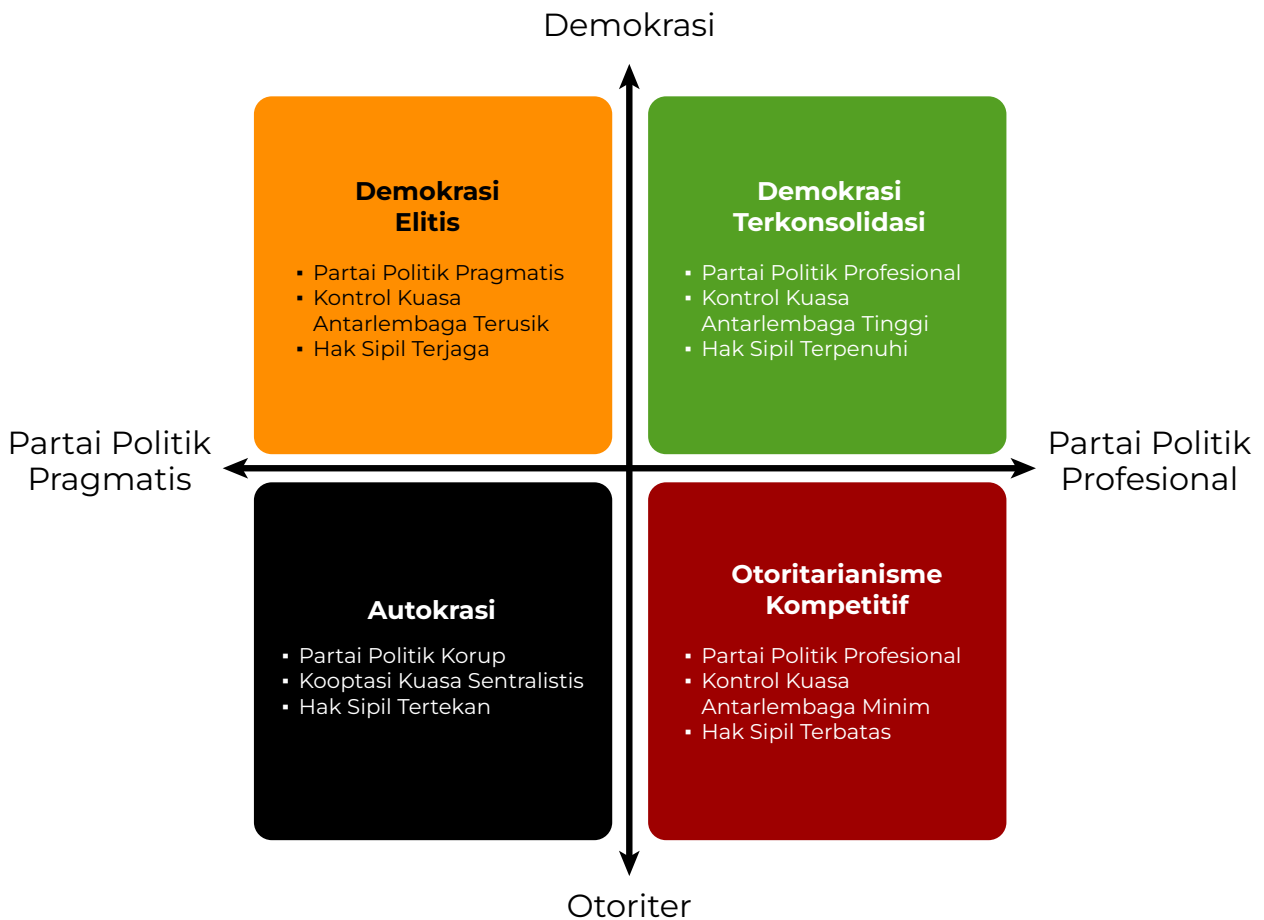 Demokrasi
Demokrasi
Elitis
▪ Partai Politik Pragmatis
▪ Kontrol Kuasa
Antarlembaga Terusik
▪ Hak Sipil Terjaga
Demokrasi
Terkonsolidasi
▪ Partai Politik Profesional
▪ Kontrol Kuasa
Antarlembaga Tinggi
▪ Hak Sipil Terpenuhi
Partai Politik
Pragmatis
Partai Politik
Profesional
Autokrasi
▪ Partai Politik Korup
▪ Kooptasi Kuasa Sentralistis
▪ Hak Sipil Tertekan
Otoritarianisme
Kompetitif
▪ Partai Politik Profesional
▪ Kontrol Kuasa
Antarlembaga Minim
▪ Hak Sipil Terbatas
Otoriter